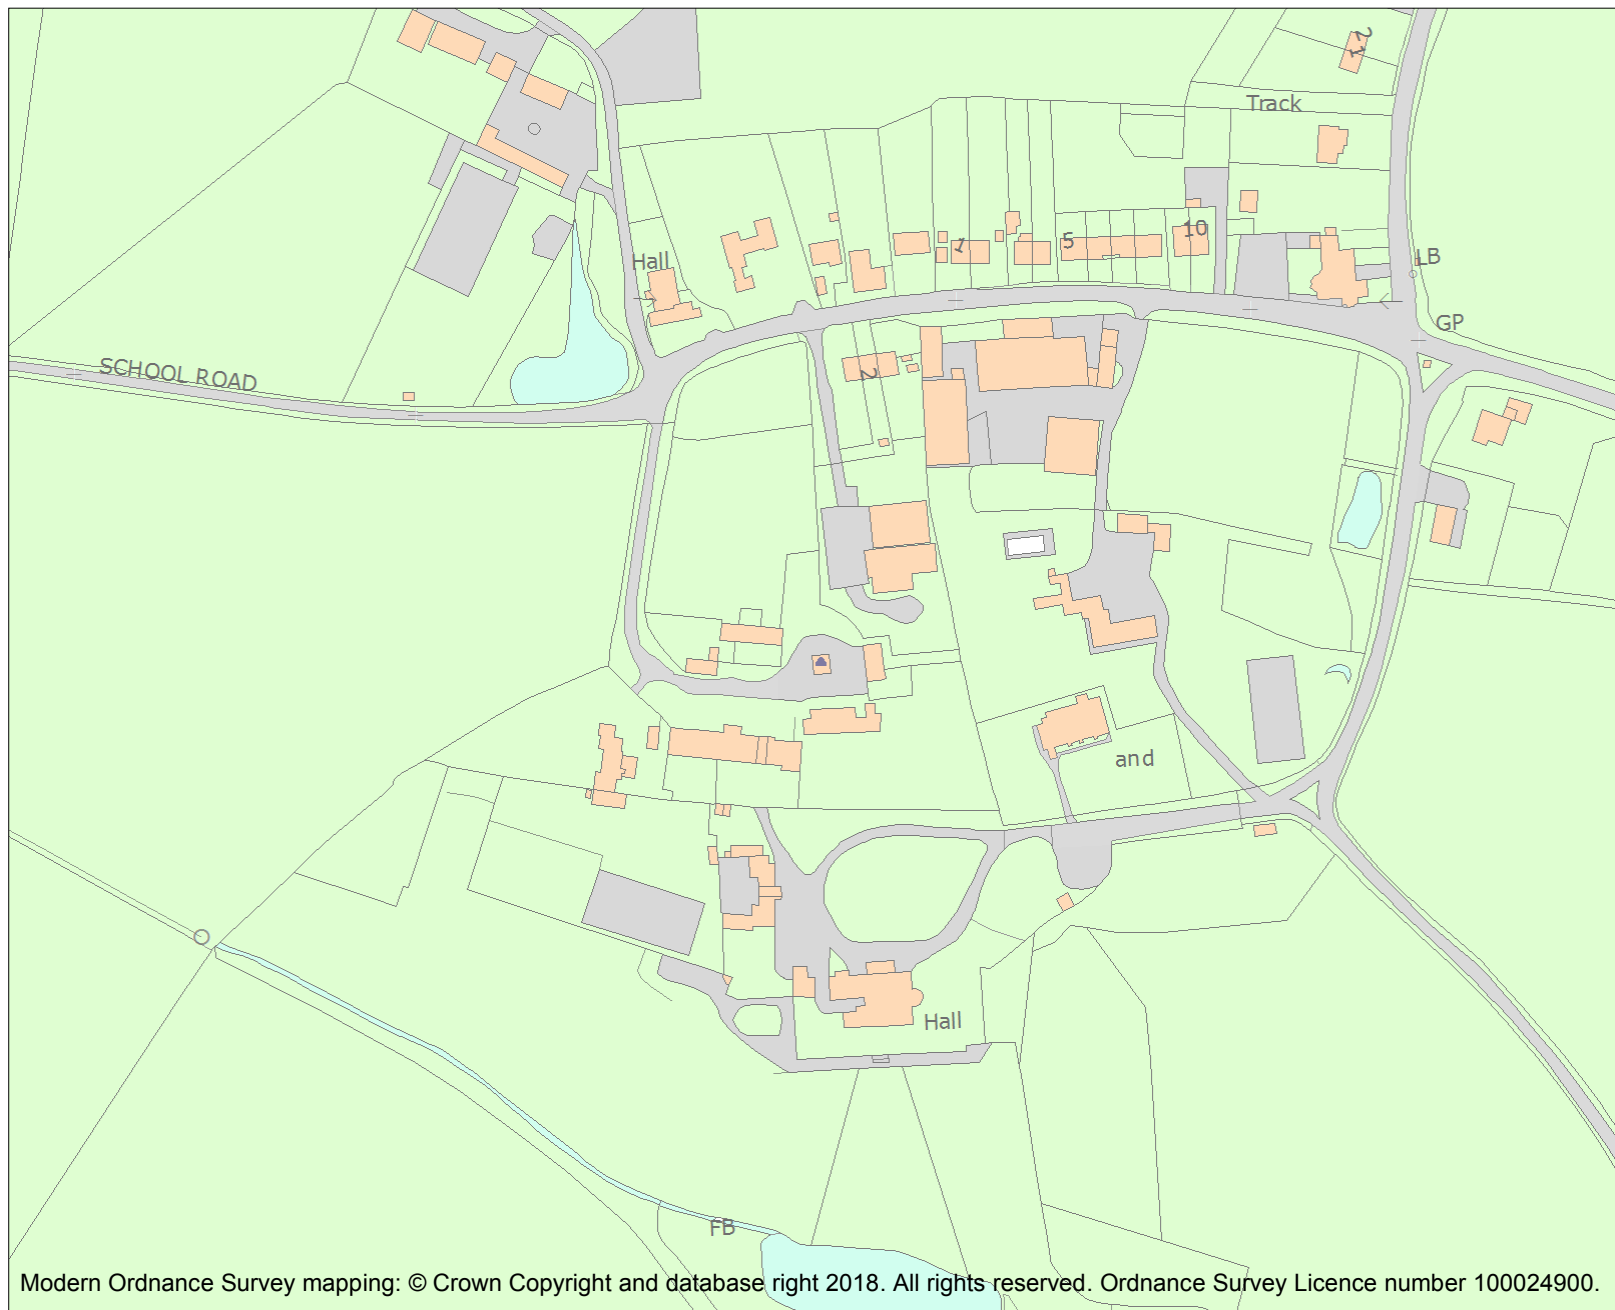 21
Track
10
5
1
Hall
LB
GP
SCHOOL ROAD
2
and
Hall
FB
Modern Ordnance Survey mapping: © Crown Copyright and database right 2018. All rights reserved. Ordnance Survey Licence number 100024900.